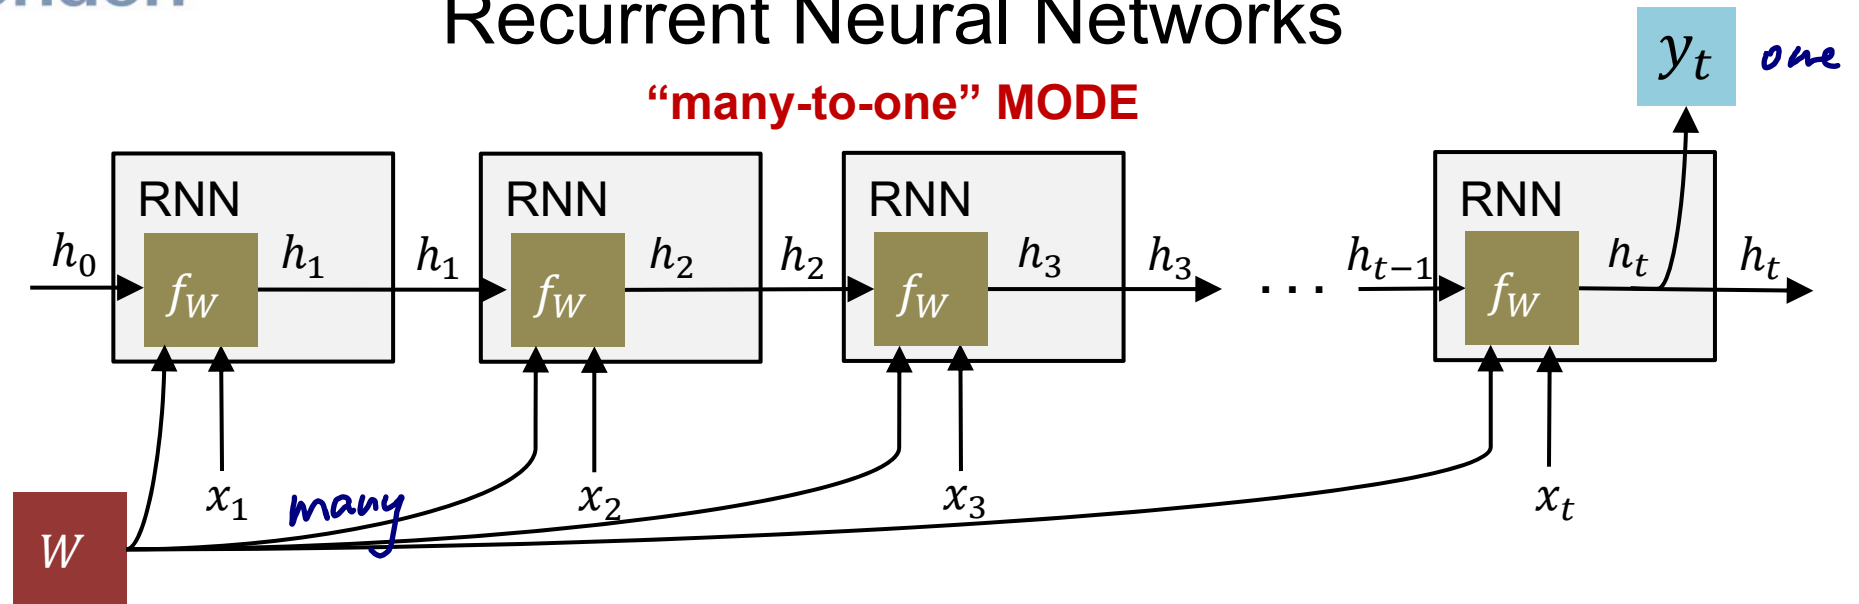 Recurrent Neural Networks
“many-to-one” MODE
y_t one
RNN RNN RNN RNN
h_0 f_W h_1 h_1 f_W h_2 h_2 f_W h_3 h_3 ... h_{t-1} f_W h_t h_t
x_1 many x_2 x_3 x_t
W